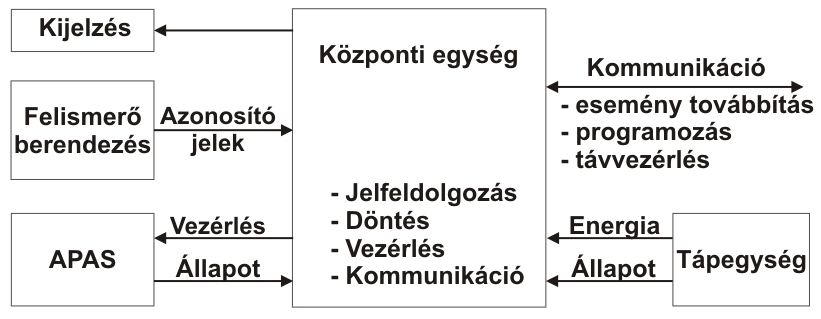 Kijelzés
Felismerő
berendezés
Azonosító
jelek
APAS
Vezérlés
Állapot
Központi egység
- Jelfeldolgozás
- Döntés
- Vezérlés
- Kommunikáció
Kommunikáció
- esemény továbbítás
- programozás
- távvezérlés
Energia
Állapot
Tápegység